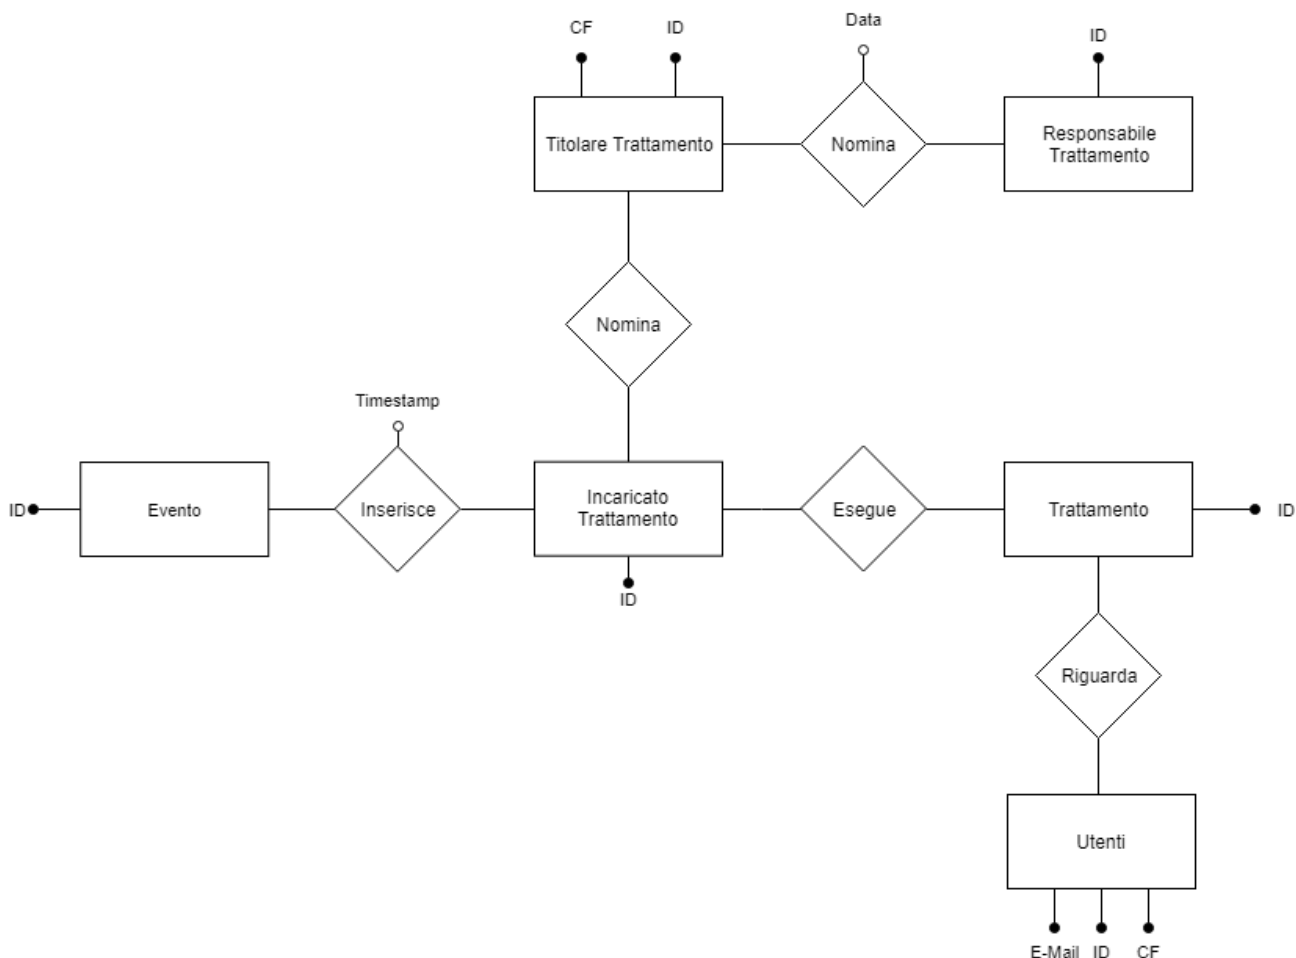 CF
ID
Data
ID
Titolare Trattamento
Nomina
Responsabile
Trattamento
Nomina
Timestamp
ID
Evento
Inserisce
Incaricato
Trattamento
Esegue
Trattamento
ID
ID
Riguarda
Utenti
E-Mail
ID
CF